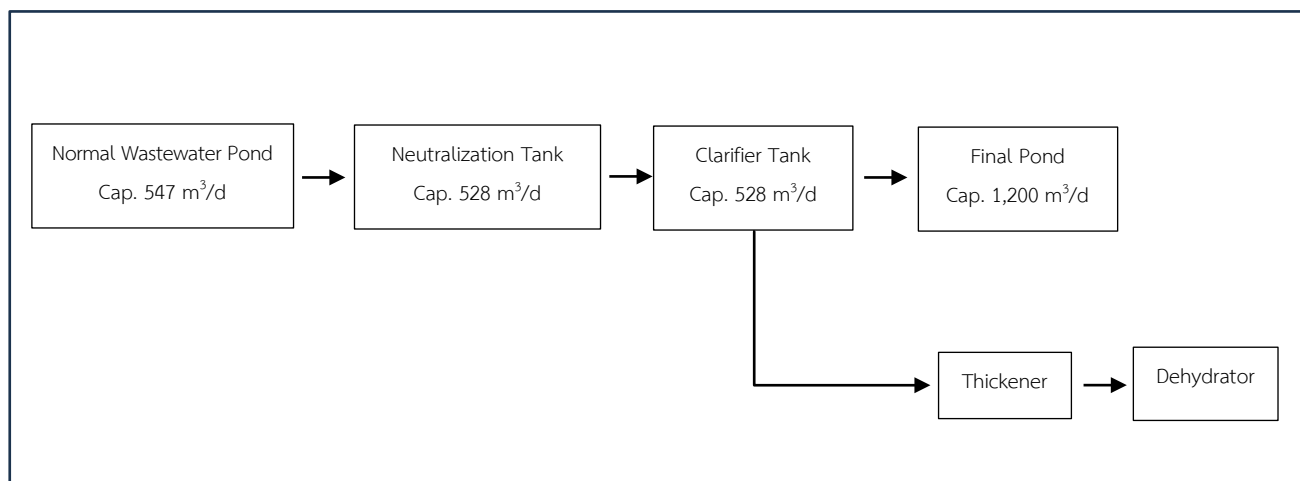 Normal Wastewater Pond
Cap. 547 m³/d
Neutralization Tank
Cap. 528 m³/d
Clarifier Tank
Cap. 528 m³/d
Final Pond
Cap. 1,200 m³/d
Thickener
Dehydrator